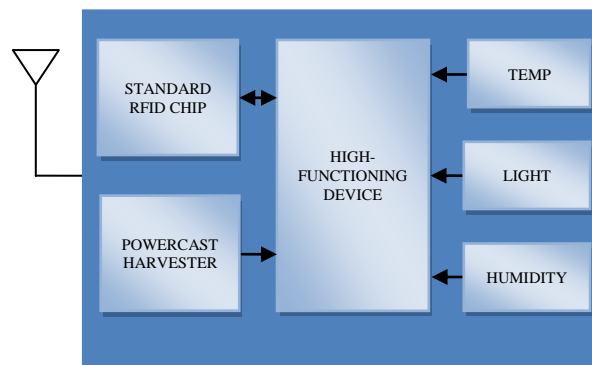 STANDARD
RFID CHIP
POWERCAST
HARVESTER
HIGH-
FUNCTIONING
DEVICE
TEMP
LIGHT
HUMIDITY